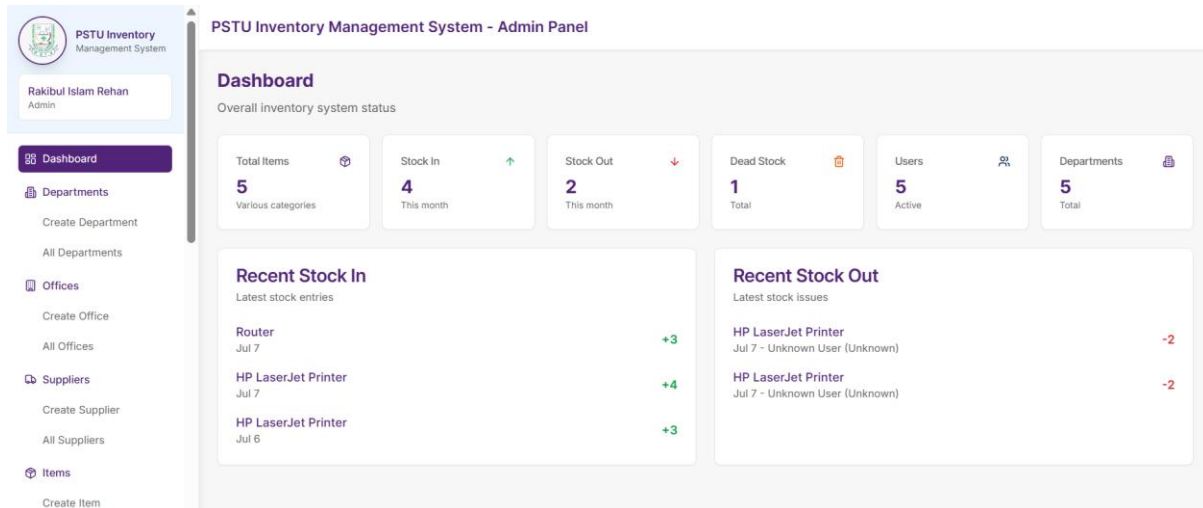 PSTU Inventory
Management System
Rakibul Islam Rehan
Admin
Dashboard
Departments
Create Department
All Departments
Offices
Create Office
All Offices
Suppliers
Create Supplier
All Suppliers
Items
Create Item
PSTU Inventory Management System - Admin Panel
Dashboard
Overall inventory system status
Total Items
5
Various categories
Stock In
4
This month
Stock Out
2
This month
Dead Stock
1
Total
Users
5
Active
Departments
5
Total
Recent Stock In
Latest stock entries
Router
+3
Jul 7
HP LaserJet Printer
+4
Jul 7
HP LaserJet Printer
+3
Jul 6
Recent Stock Out
Latest stock issues
HP LaserJet Printer
-2
Jul 7 - Unknown User (Unknown)
HP LaserJet Printer
-2
Jul 7 - Unknown User (Unknown)